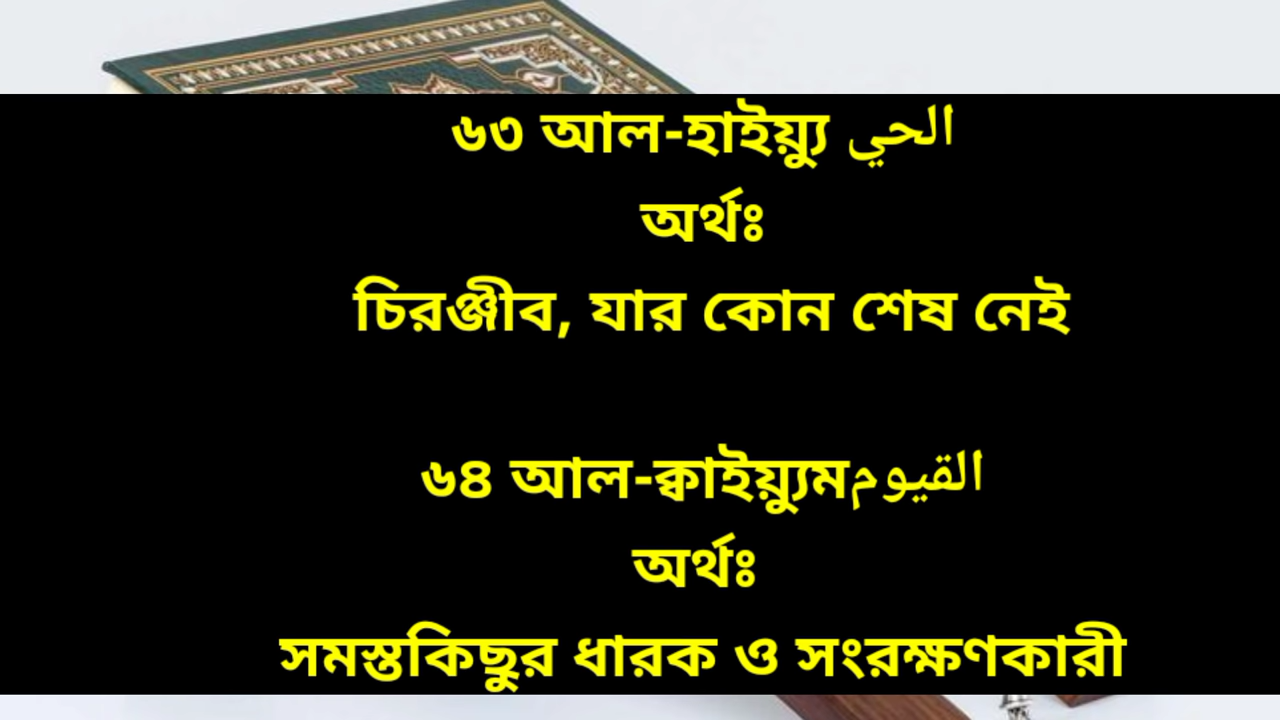 ৬৩ আল-হাইয়্যু الحي
অর্থঃ
চিরঞ্জীব, যার কোন শেষ নেই
৬৪ আল-ক্বাইয়্যুমالقيوم
অর্থঃ
সমস্তকিছুর ধারক ও সংরক্ষণকারী